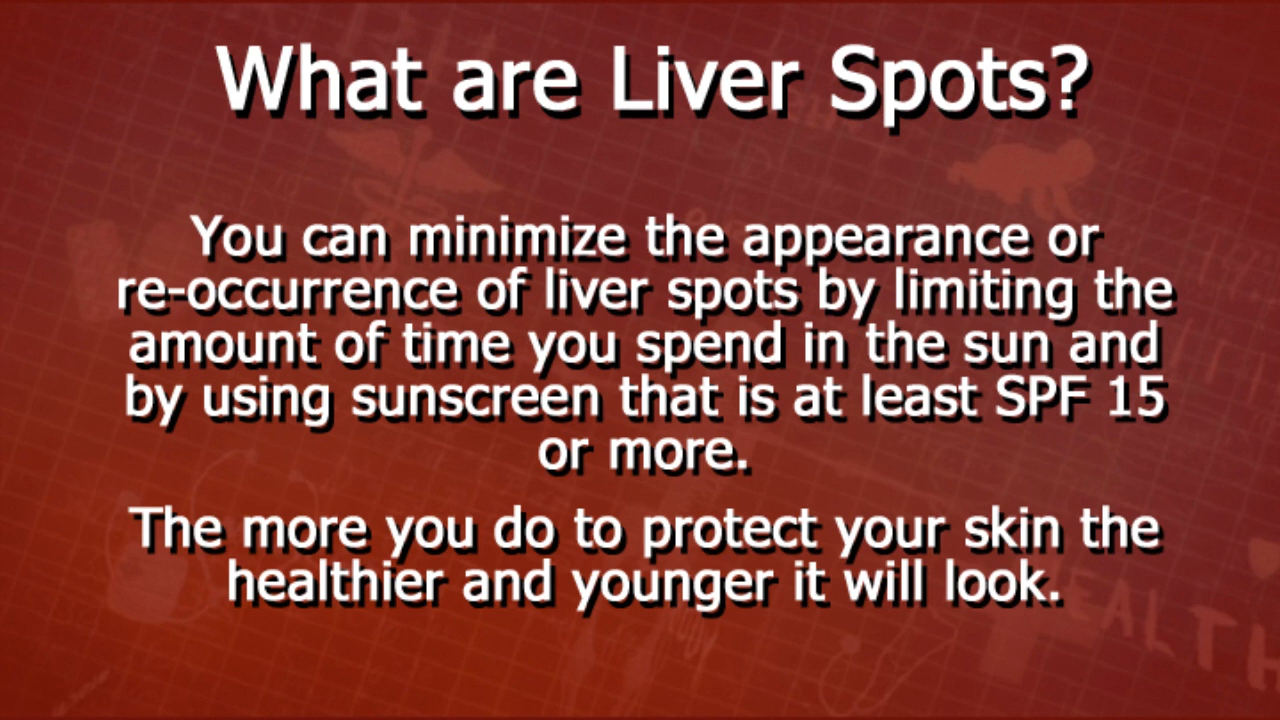 What are Liver Spots?
You can minimize the appearance or
re-occurrence of liver spots by limiting the
amount of time you spend in the sun and
by using sunscreen that is at least SPF 15
or more.
The more you do to protect your skin the
healthier and younger it will look.
HEALTH